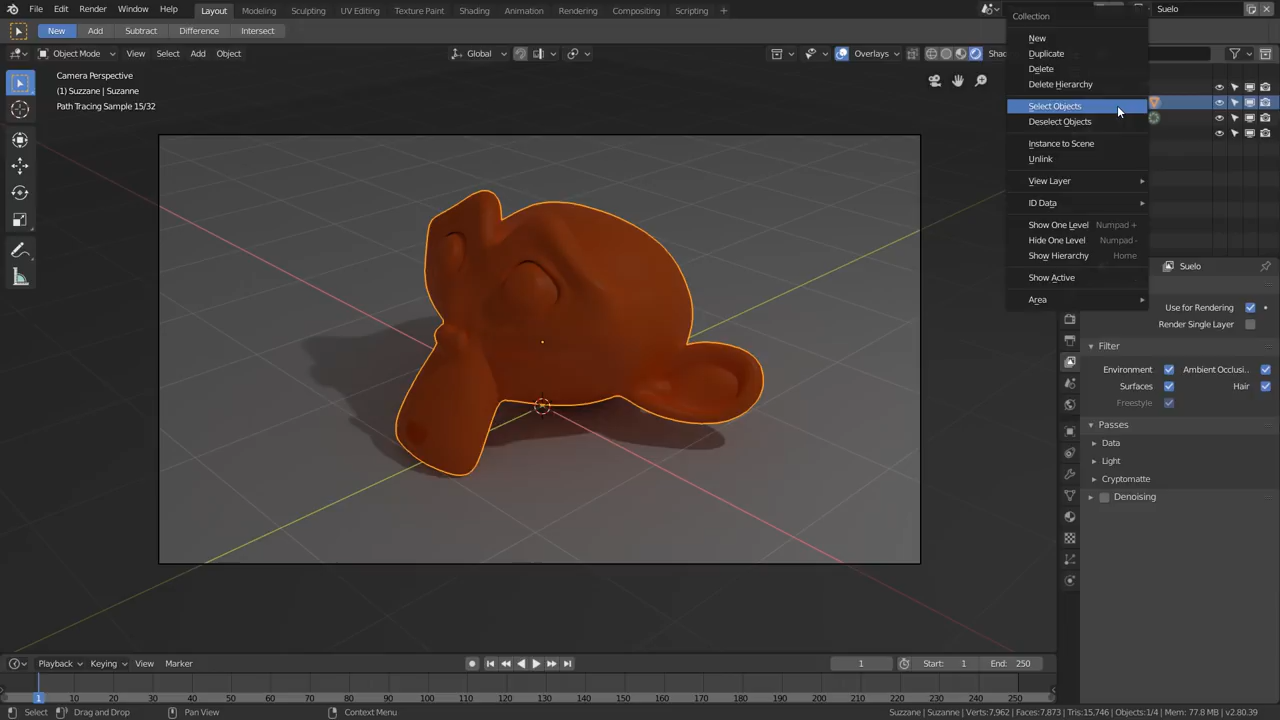 File Edit Render Window Help Layout Modeling Sculpting UV Editing Texture Paint Shading Animation Rendering Compositing Scripting + Suelo
New Add Subtract Difference Intersect
Object Mode View Select Add Object Global Overlays
Camera Perspective
(1) Suzanne : Suzanne
Path Tracing Sample 15/32
Collection
New
Duplicate
Delete
Delete Hierarchy
Select Objects
Deselect Objects
Instance to Scene
Unlink
View Layer
ID Data
Show One Level Numpad +
Hide One Level Numpad -
Show Hierarchy Home
Show Active
Area
Suelo
Use for Rendering
Render Single Layer
Filter
Environment Ambient Occlusi..
Surfaces Hair
Freestyle
Passes
Data
Light
Cryptomatte
Denoising
Playback Keying View Marker 1 Start: 1 End: 250
1 10 20 30 40 50 60 70 80 90 100 110 120 130 140 150 160 170 180 190 200 210 220 230 240 250
Select Drag and Drop Pan View Context Menu Suzanne | Suzanne | Verts:7,962 | Faces:7,873 | Tris:15,746 | Objects:1/4 | Mem: 77.8 MB | v2.80.39